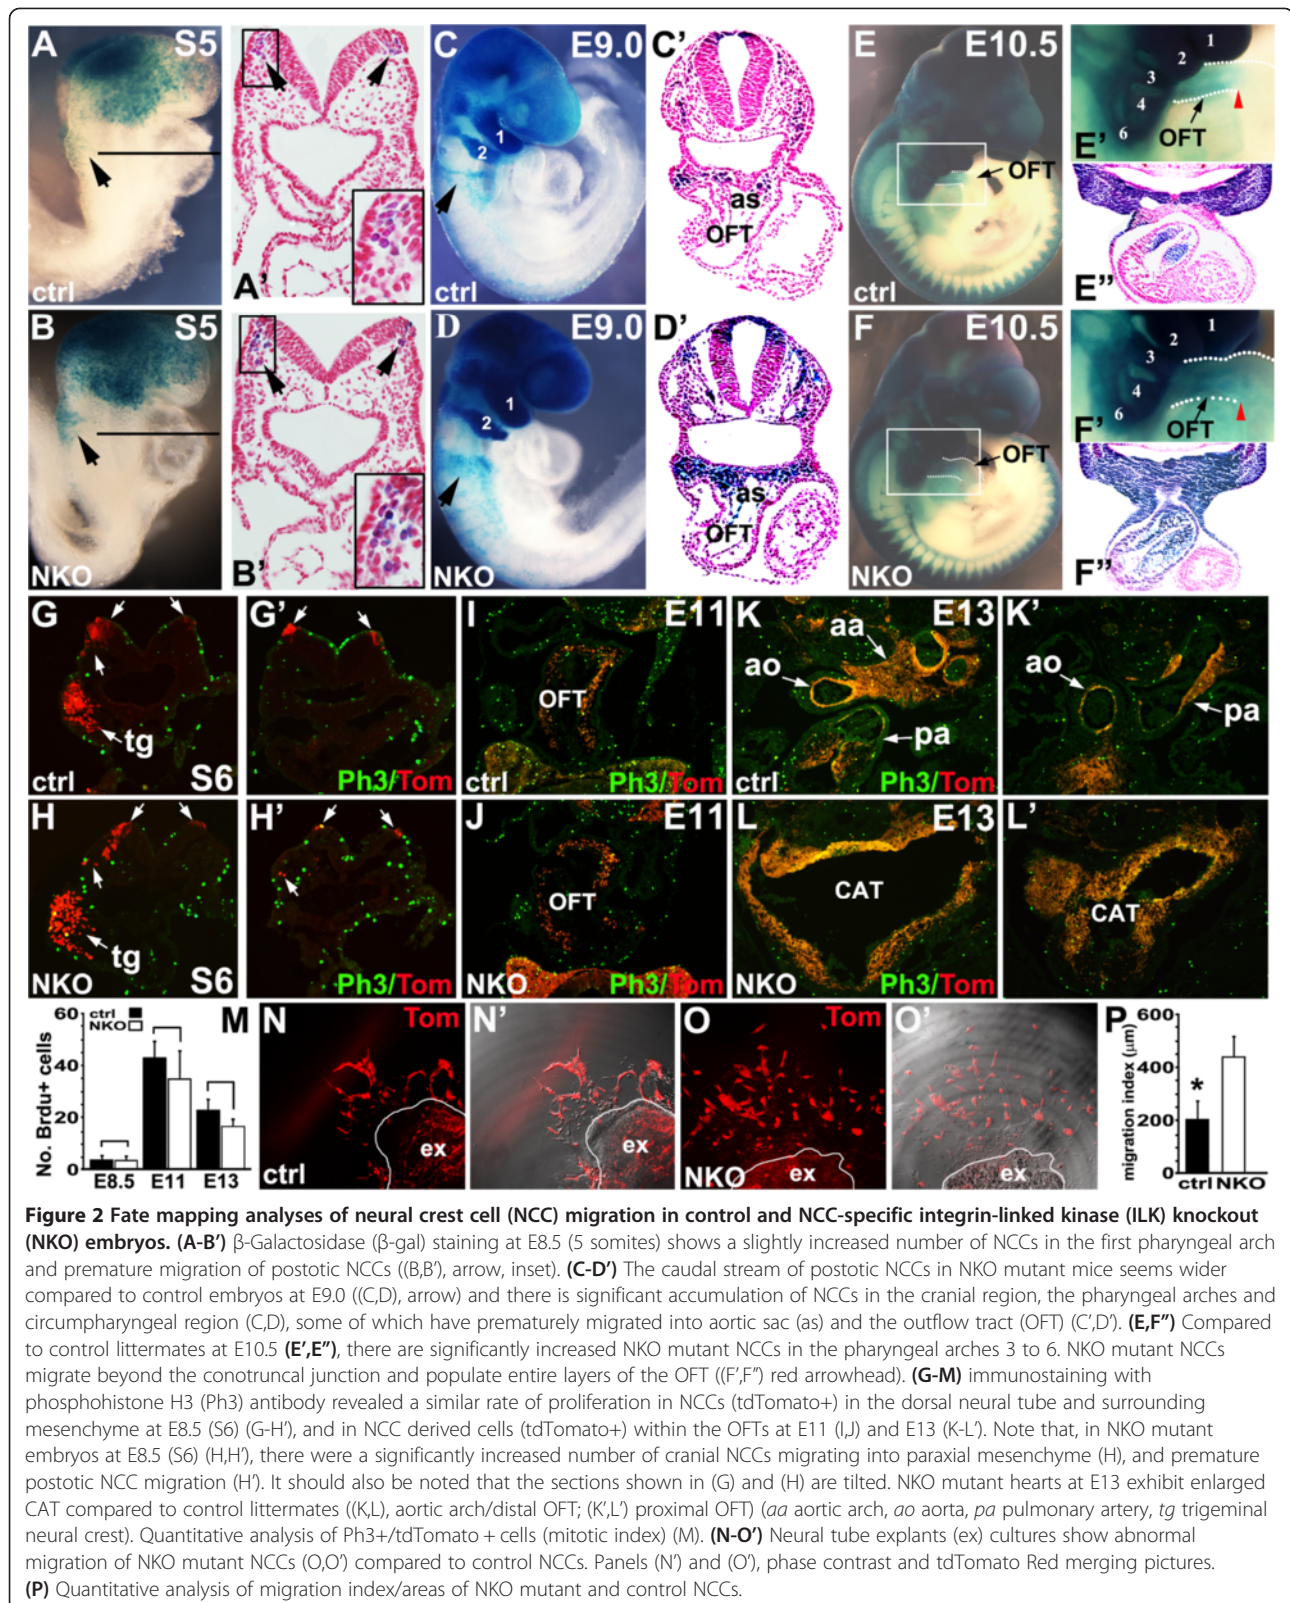 A S5
ctrl
A'
C E9.0
1
2
ctrl
C'
as
OFT
E E10.5
OFT
ctrl
1
2
3
4
6
OFT
E'
E''
B S5
NKO
B'
D E9.0
1
2
NKO
D'
as
OFT
F E10.5
OFT
NKO
1
2
3
4
6
OFT
F'
F''
G
tg
ctrl S6
G'
Ph3/Tom
I E11
OFT
ctrl Ph3/Tom
K E13
aa
ao
pa
ctrl Ph3/Tom
K'
ao
pa
H
tg
NKO S6
H'
Ph3/Tom
J E11
OFT
NKO Ph3/Tom
L E13
CAT
NKO Ph3/Tom
L'
CAT
M
No. Brdu+ cells
60
40
20
0
ctrl
NKO
E8.5 E11 E13
N Tom
ex
ctrl
N'
ex
O Tom
ex
NKO
O'
ex
P
migration index (µm)
600
400
200
0
*
ctrl NKO
Figure 2 Fate mapping analyses of neural crest cell (NCC) migration in control and NCC-specific integrin-linked kinase (ILK) knockout
(NKO) embryos. (A-B′) β-Galactosidase (β-gal) staining at E8.5 (5 somites) shows a slightly increased number of NCCs in the first pharyngeal arch
and premature migration of postotic NCCs ((B,B′), arrow, inset). (C-D′) The caudal stream of postotic NCCs in NKO mutant mice seems wider
compared to control embryos at E9.0 ((C,D), arrow) and there is significant accumulation of NCCs in the cranial region, the pharyngeal arches and
circumpharyngeal region (C,D), some of which have prematurely migrated into aortic sac (as) and the outflow tract (OFT) (C′,D′). (E,F″) Compared
to control littermates at E10.5 (E′,E″), there are significantly increased NKO mutant NCCs in the pharyngeal arches 3 to 6. NKO mutant NCCs
migrate beyond the conotruncal junction and populate entire layers of the OFT ((F′,F″) red arrowhead). (G-M) immunostaining with
phosphohistone H3 (Ph3) antibody revealed a similar rate of proliferation in NCCs (tdTomato+) in the dorsal neural tube and surrounding
mesenchyme at E8.5 (S6) (G-H′), and in NCC derived cells (tdTomato+) within the OFTs at E11 (I,J) and E13 (K-L′). Note that, in NKO mutant
embryos at E8.5 (S6) (H,H′), there were a significantly increased number of cranial NCCs migrating into paraxial mesenchyme (H), and premature
postotic NCC migration (H′). It should also be noted that the sections shown in (G) and (H) are tilted. NKO mutant hearts at E13 exhibit enlarged
CAT compared to control littermates ((K,L), aortic arch/distal OFT; (K′,L′) proximal OFT) (aa aortic arch, ao aorta, pa pulmonary artery, tg trigeminal
neural crest). Quantitative analysis of Ph3+/tdTomato + cells (mitotic index) (M). (N-O′) Neural tube explants (ex) cultures show abnormal
migration of NKO mutant NCCs (O,O′) compared to control NCCs. Panels (N′) and (O′), phase contrast and tdTomato Red merging pictures.
(P) Quantitative analysis of migration index/areas of NKO mutant and control NCCs.